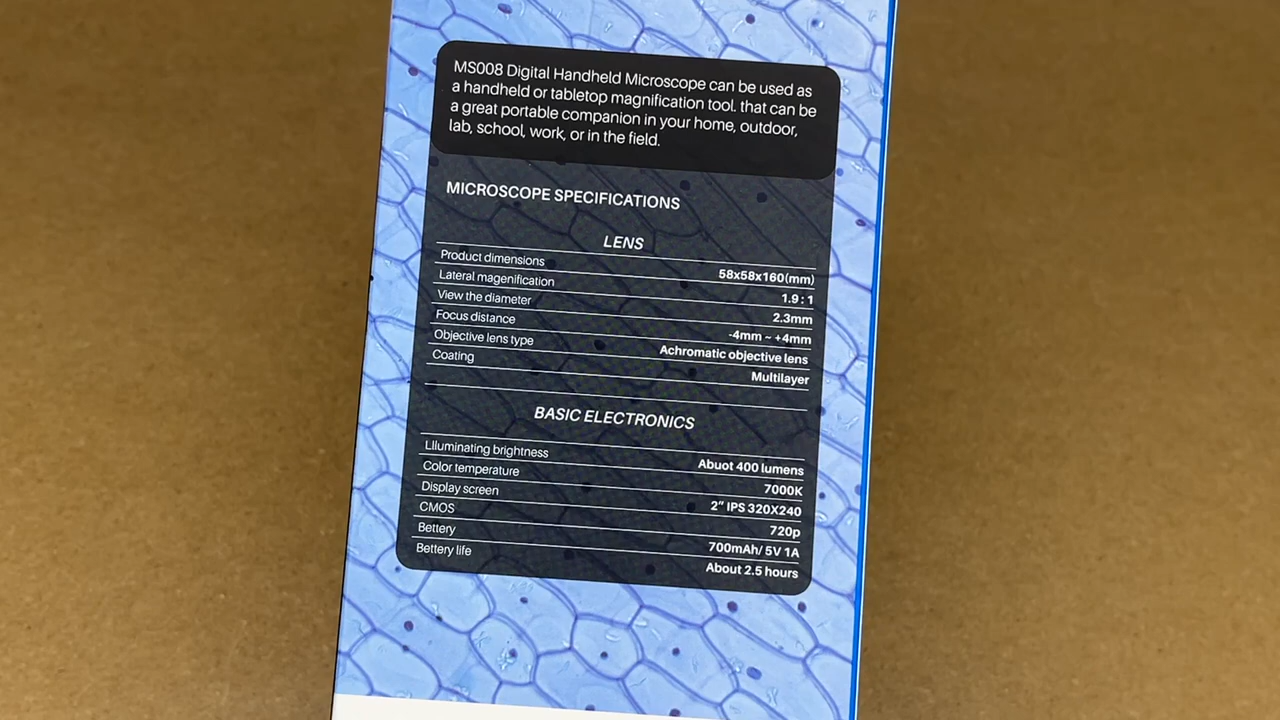 MS008 Digital Handheld Microscope can be used as
a handheld or tabletop magnification tool. that can be
a great portable companion in your home, outdoor,
lab, school, work, or in the field.
MICROSCOPE SPECIFICATIONS
LENS
Product dimensions 58x58x160(mm)
Lateral magenification 1.9 : 1
View the diameter 2.3mm
Focus distance -4mm ~ +4mm
Objective lens type Achromatic objective lens
Coating Multilayer
BASIC ELECTRONICS
Llluminating brightness Abuot 400 lumens
Color temperature 7000K
Display screen 2" IPS 320X240
CMOS 720p
Bettery 700mAh/ 5V 1A
Bettery life About 2.5 hours